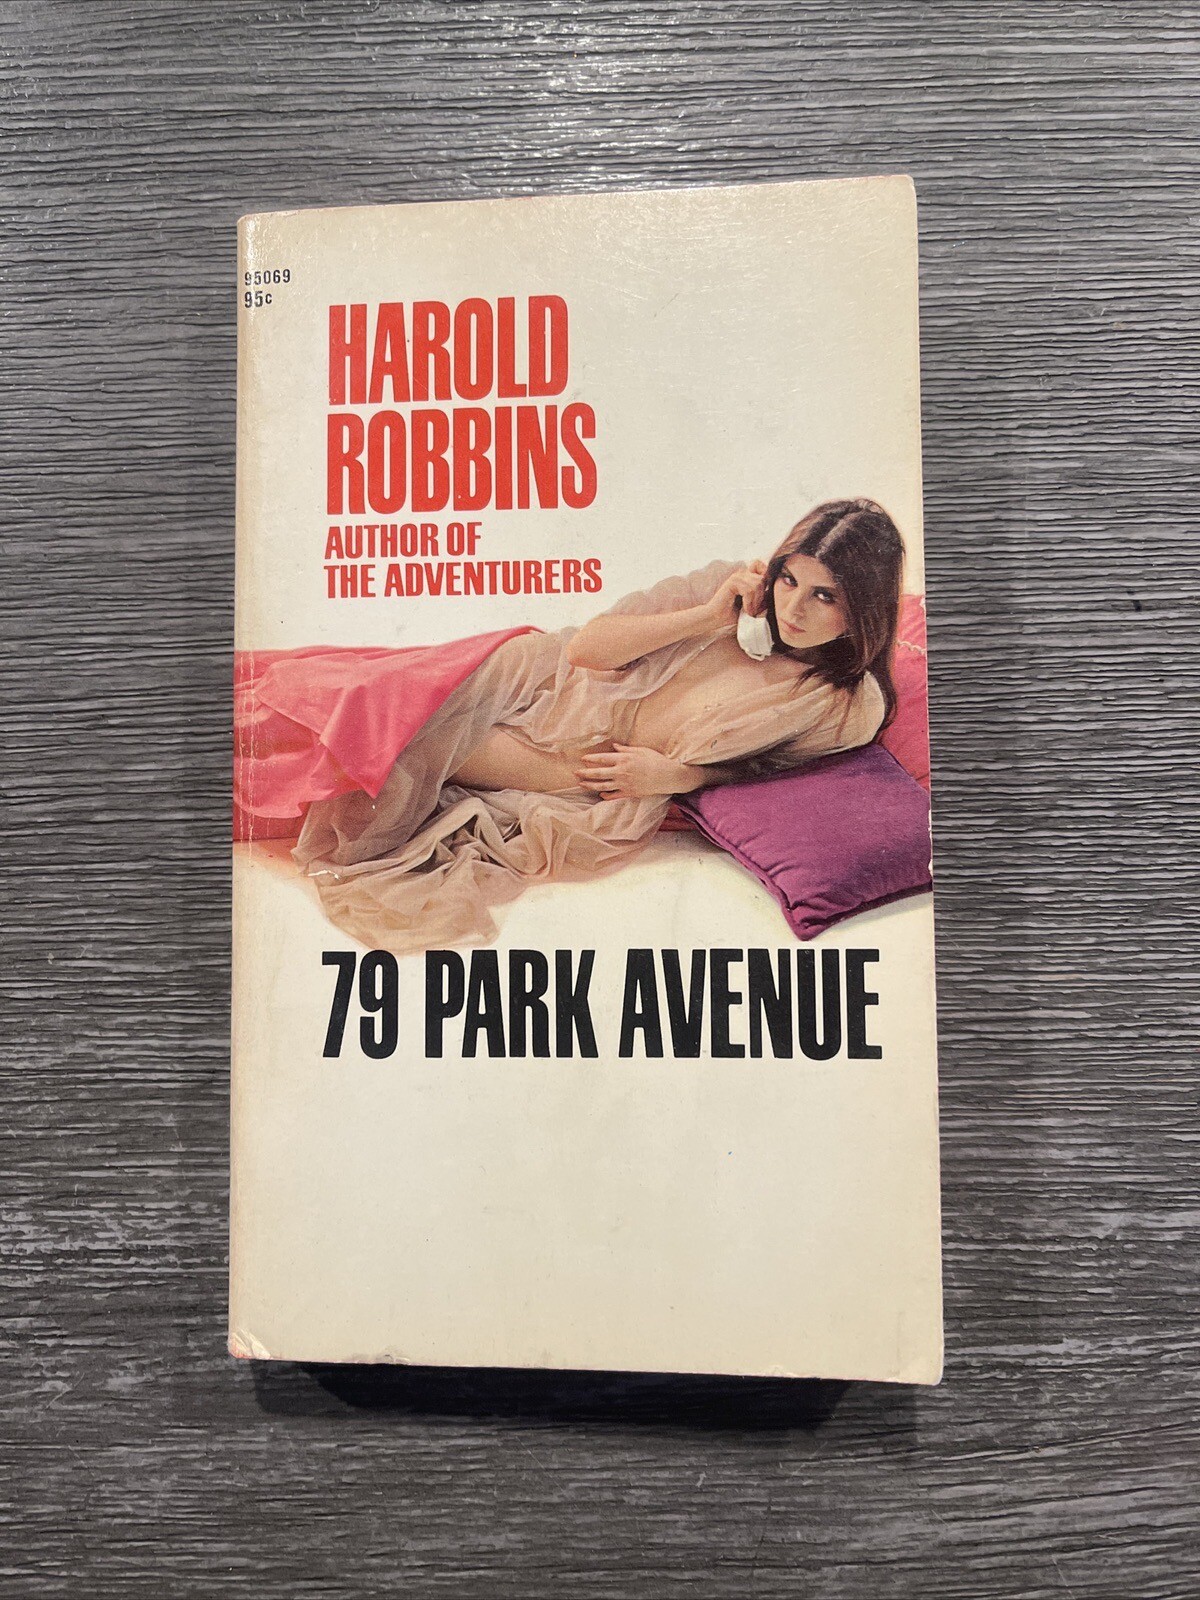 95069
95c
HAROLD
ROBBINS
AUTHOR OF
THE ADVENTURERS
79 PARK AVENUE